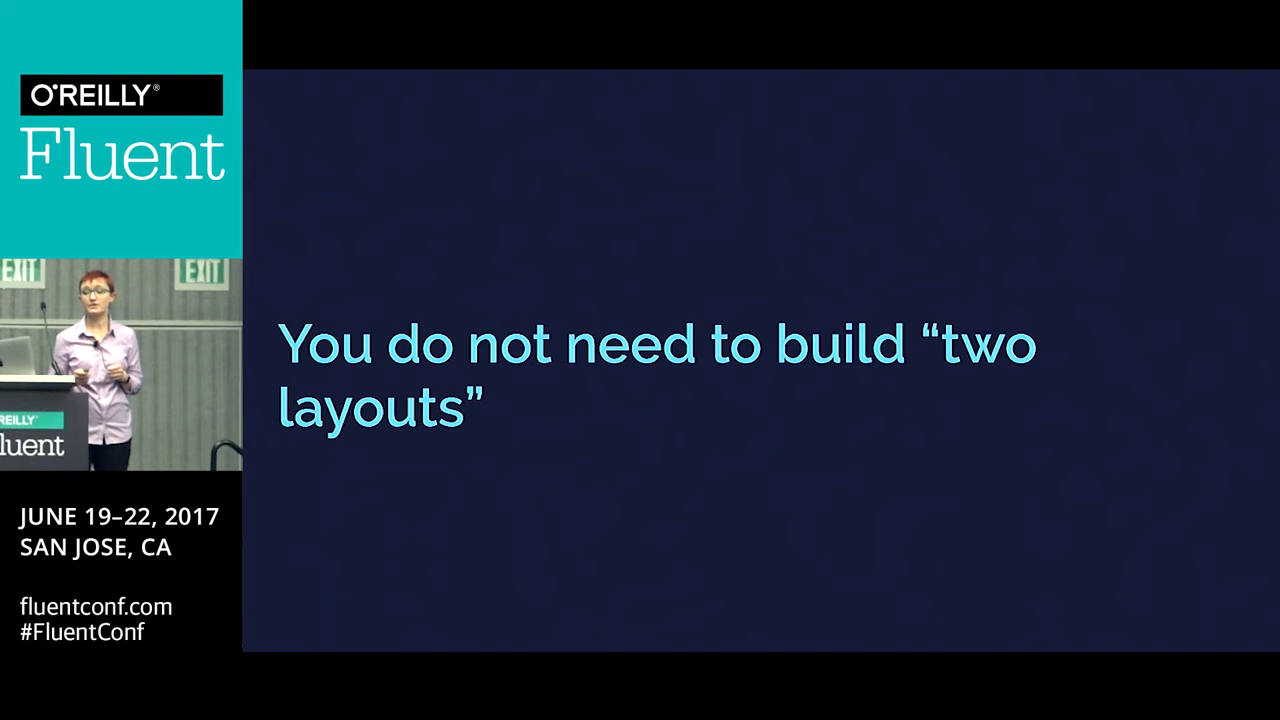 O'REILLY®
Fluent
EXIT
EXIT
REILLY
luent
JUNE 19–22, 2017
SAN JOSE, CA
fluentconf.com
#FluentConf
You do not need to build “two
layouts”